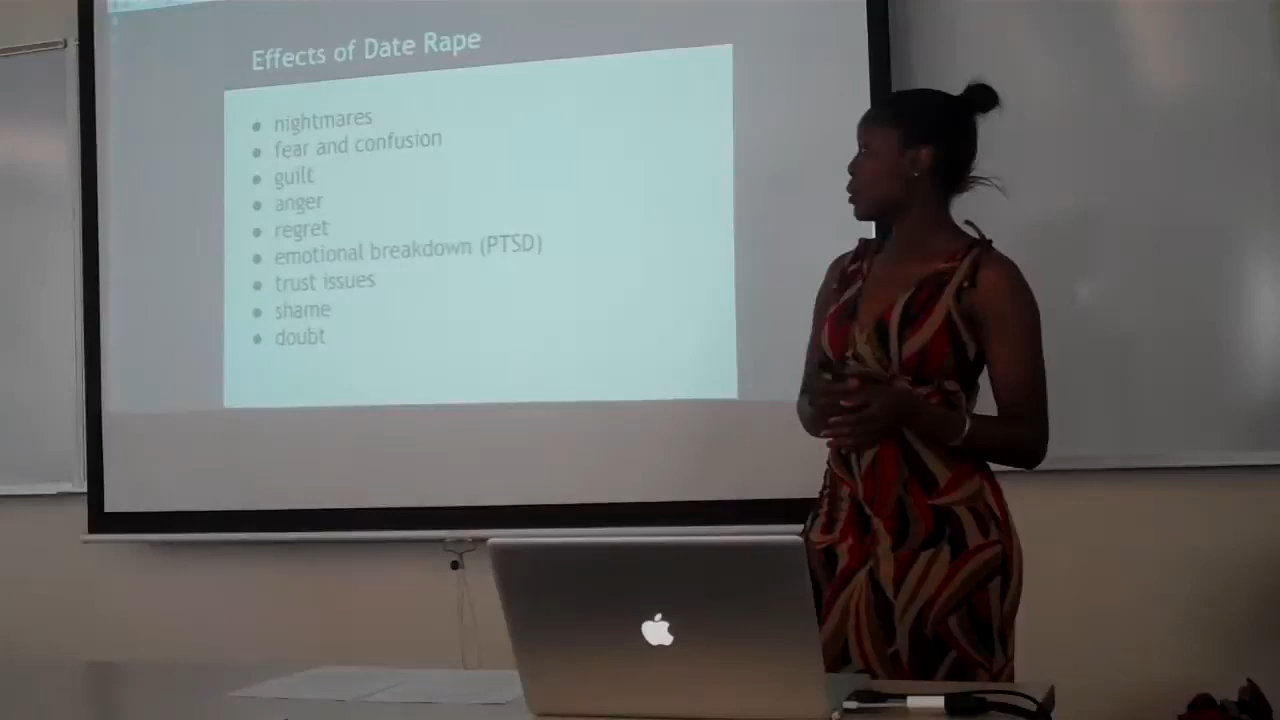 Effects of Date Rape
● nightmares
● fear and confusion
● guilt
● anger
● regret
● emotional breakdown (PTSD)
● trust issues
● shame
● doubt